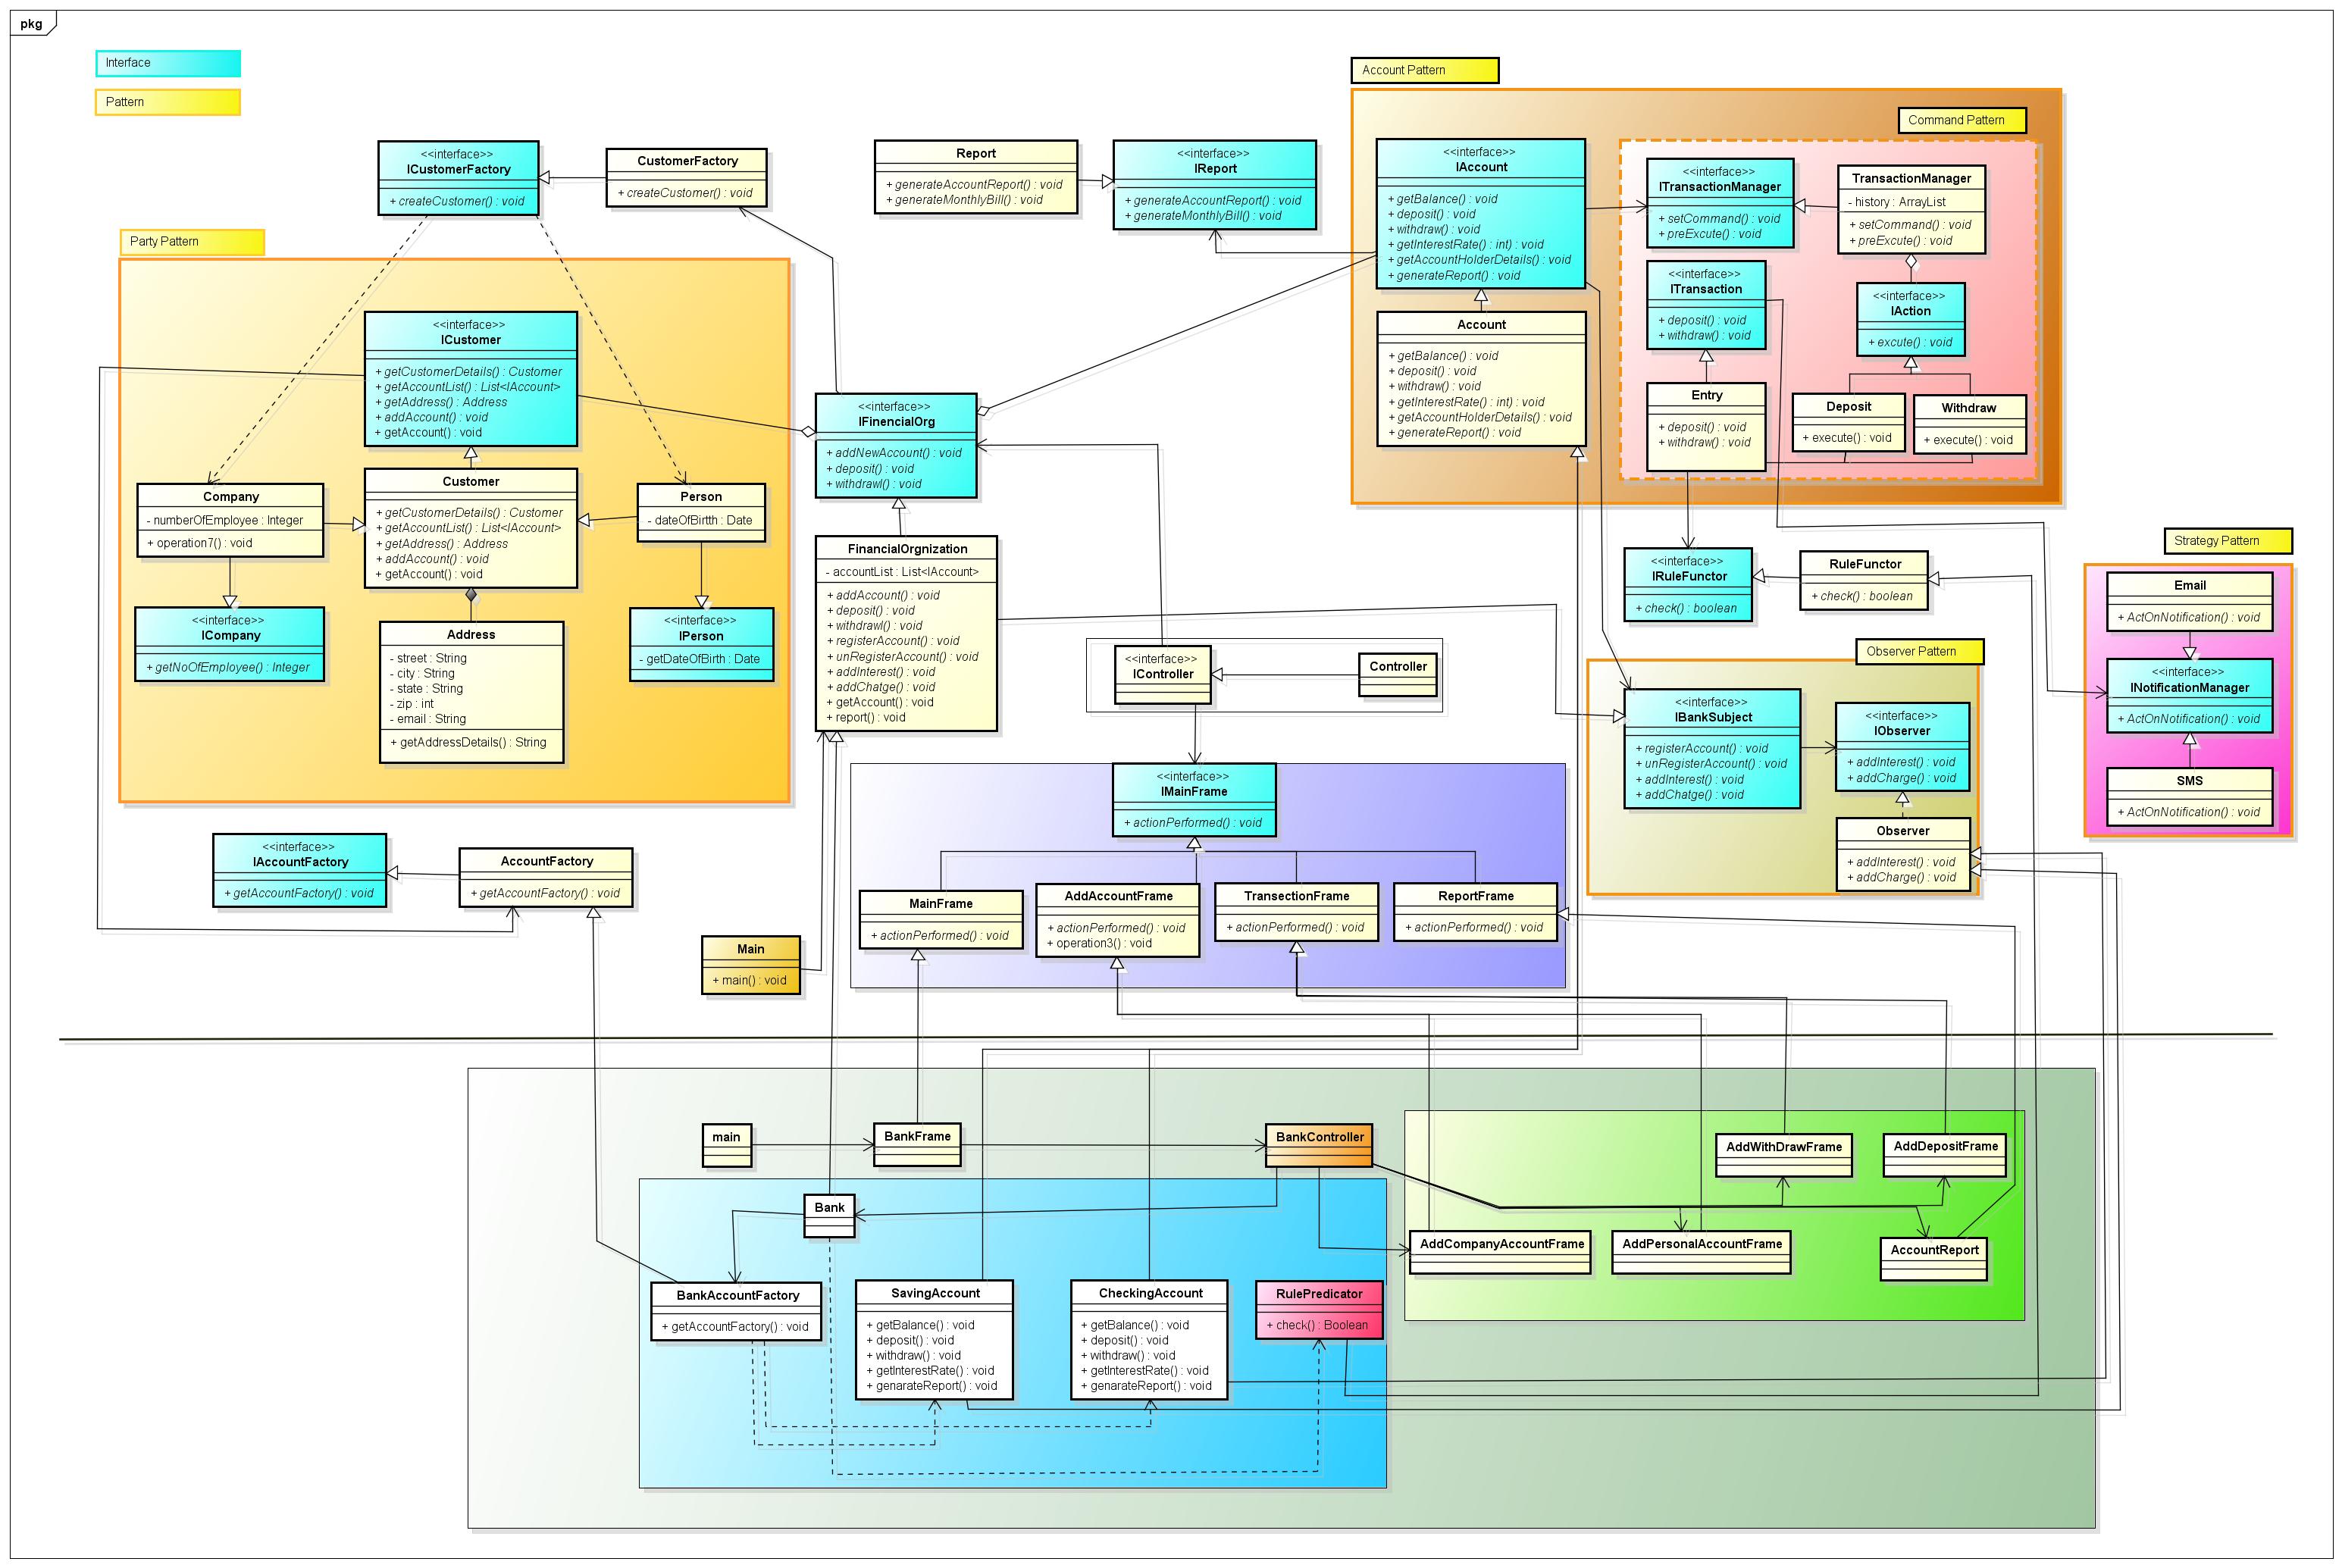 pkg
Interface
Pattern
Account Pattern
Command Pattern
<<interface>>
ICustomerFactory
+ createCustomer() : void
CustomerFactory
+ createCustomer() : void
Report
+ generateAccountReport() : void
+ generateMonthlyBill() : void
<<interface>>
IReport
+ generateAccountReport() : void
+ generateMonthlyBill() : void
<<interface>>
IAccount
+ getBalance() : void
+ deposit() : void
+ withdraw() : void
+ getInterestRate() : int) : void
+ getAccountHolderDetails() : void
+ generateReport() : void
<<interface>>
ITransactionManager
+ setCommand() : void
+ preExcute() : void
TransactionManager
- history : ArrayList
+ setCommand() : void
+ preExcute() : void
<<interface>>
ITransaction
+ deposit() : void
+ withdraw() : void
<<interface>>
IAction
+ excute() : void
Account
+ getBalance() : void
+ deposit() : void
+ withdraw() : void
+ getInterestRate() : int) : void
+ getAccountHolderDetails() : void
+ generateReport() : void
Entry
+ deposit() : void
+ withdraw() : void
Deposit
+ execute() : void
Withdraw
+ execute() : void
Party Pattern
<<interface>>
ICustomer
+ getCustomerDetails() : Customer
+ getAccountList() : List<IAccount>
+ getAddress() : Address
+ addAccount() : void
+ getAccount() : void
<<interface>>
IFinencialOrg
+ addNewAccount() : void
+ deposit() : void
+ withdrawl() : void
Company
- numberOfEmployee : Integer
+ operation7() : void
Customer
+ getCustomerDetails() : Customer
+ getAccountList() : List<IAccount>
+ getAddress() : Address
+ addAccount() : void
+ getAccount() : void
Person
- dateOfBirtth : Date
<<interface>>
ICompany
+ getNoOfEmployee() : Integer
Address
- street : String
- city : String
- state : String
- zip : int
- email : String
+ getAddressDetails() : String
<<interface>>
IPerson
- getDateOfBirth : Date
FinancialOrgnization
- accountList : List<IAccount>
+ addAccount() : void
+ deposit() : void
+ withdrawl() : void
+ registerAccount() : void
+ unRegisterAccount() : void
+ addInterest() : void
+ addChatge() : void
+ getAccount() : void
+ report() : void
<<interface>>
IController
Controller
<<interface>>
IRuleFunctor
+ check() : boolean
RuleFunctor
+ check() : boolean
Strategy Pattern
Email
+ ActOnNotification() : void
<<interface>>
INotificationManager
+ ActOnNotification() : void
SMS
+ ActOnNotification() : void
Observer Pattern
<<interface>>
IBankSubject
+ registerAccount() : void
+ unRegisterAccount() : void
+ addInterest() : void
+ addChatge() : void
<<interface>>
IObserver
+ addInterest() : void
+ addCharge() : void
Observer
+ addInterest() : void
+ addCharge() : void
<<interface>>
IMainFrame
+ actionPerformed() : void
<<interface>>
IAccountFactory
+ getAccountFactory() : void
AccountFactory
+ getAccountFactory() : void
MainFrame
+ actionPerformed() : void
AddAccountFrame
+ actionPerformed() : void
+ operation3() : void
TransectionFrame
+ actionPerformed() : void
ReportFrame
+ actionPerformed() : void
Main
+ main() : void
main
BankFrame
BankController
AddWithDrawFrame
AddDepositFrame
Bank
AddCompanyAccountFrame
AddPersonalAccountFrame
AccountReport
BankAccountFactory
+ getAccountFactory() : void
SavingAccount
+ getBalance() : void
+ deposit() : void
+ withdraw() : void
+ getInterestRate() : void
+ genarateReport() : void
CheckingAccount
+ getBalance() : void
+ deposit() : void
+ withdraw() : void
+ getInterestRate() : void
+ genarateReport() : void
RulePredicator
+ check() : Boolean